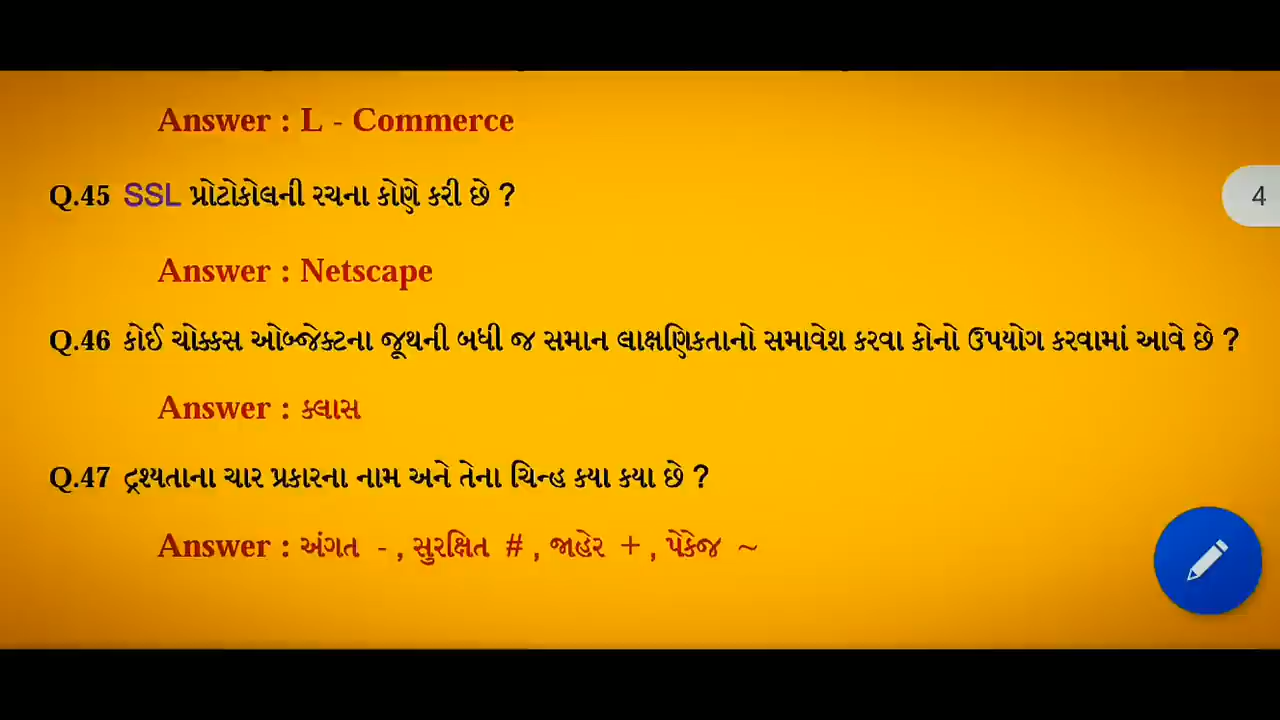 Answer : L - Commerce
Q.45 SSL પ્રોટોકોલની રચના કોણે કરી છે ?
4
Answer : Netscape
Q.46 કોઈ ચોક્કસ ઓબ્જેક્ટના જૂથની બધી જ સમાન લાક્ષણિકતાનો સમાવેશ કરવા કોનો ઉપયોગ કરવામાં આવે છે ?
Answer : ક્લાસ
Q.47 દ્રશ્યતાના ચાર પ્રકારના નામ અને તેના ચિન્હ કયા કયા છે ?
Answer : અંગત - , સુરક્ષિત # , જાહેર + , પેકેજ ~